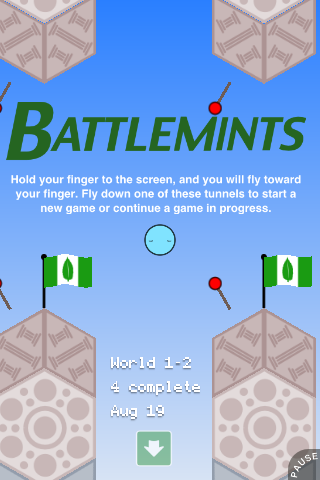 BATTLEMINTS
Hold your finger to the screen, and you will fly toward
your finger. Fly down one of these tunnels to start a
new game or continue a game in progress.
World 1-2
4 complete
Aug 19
PAUSE